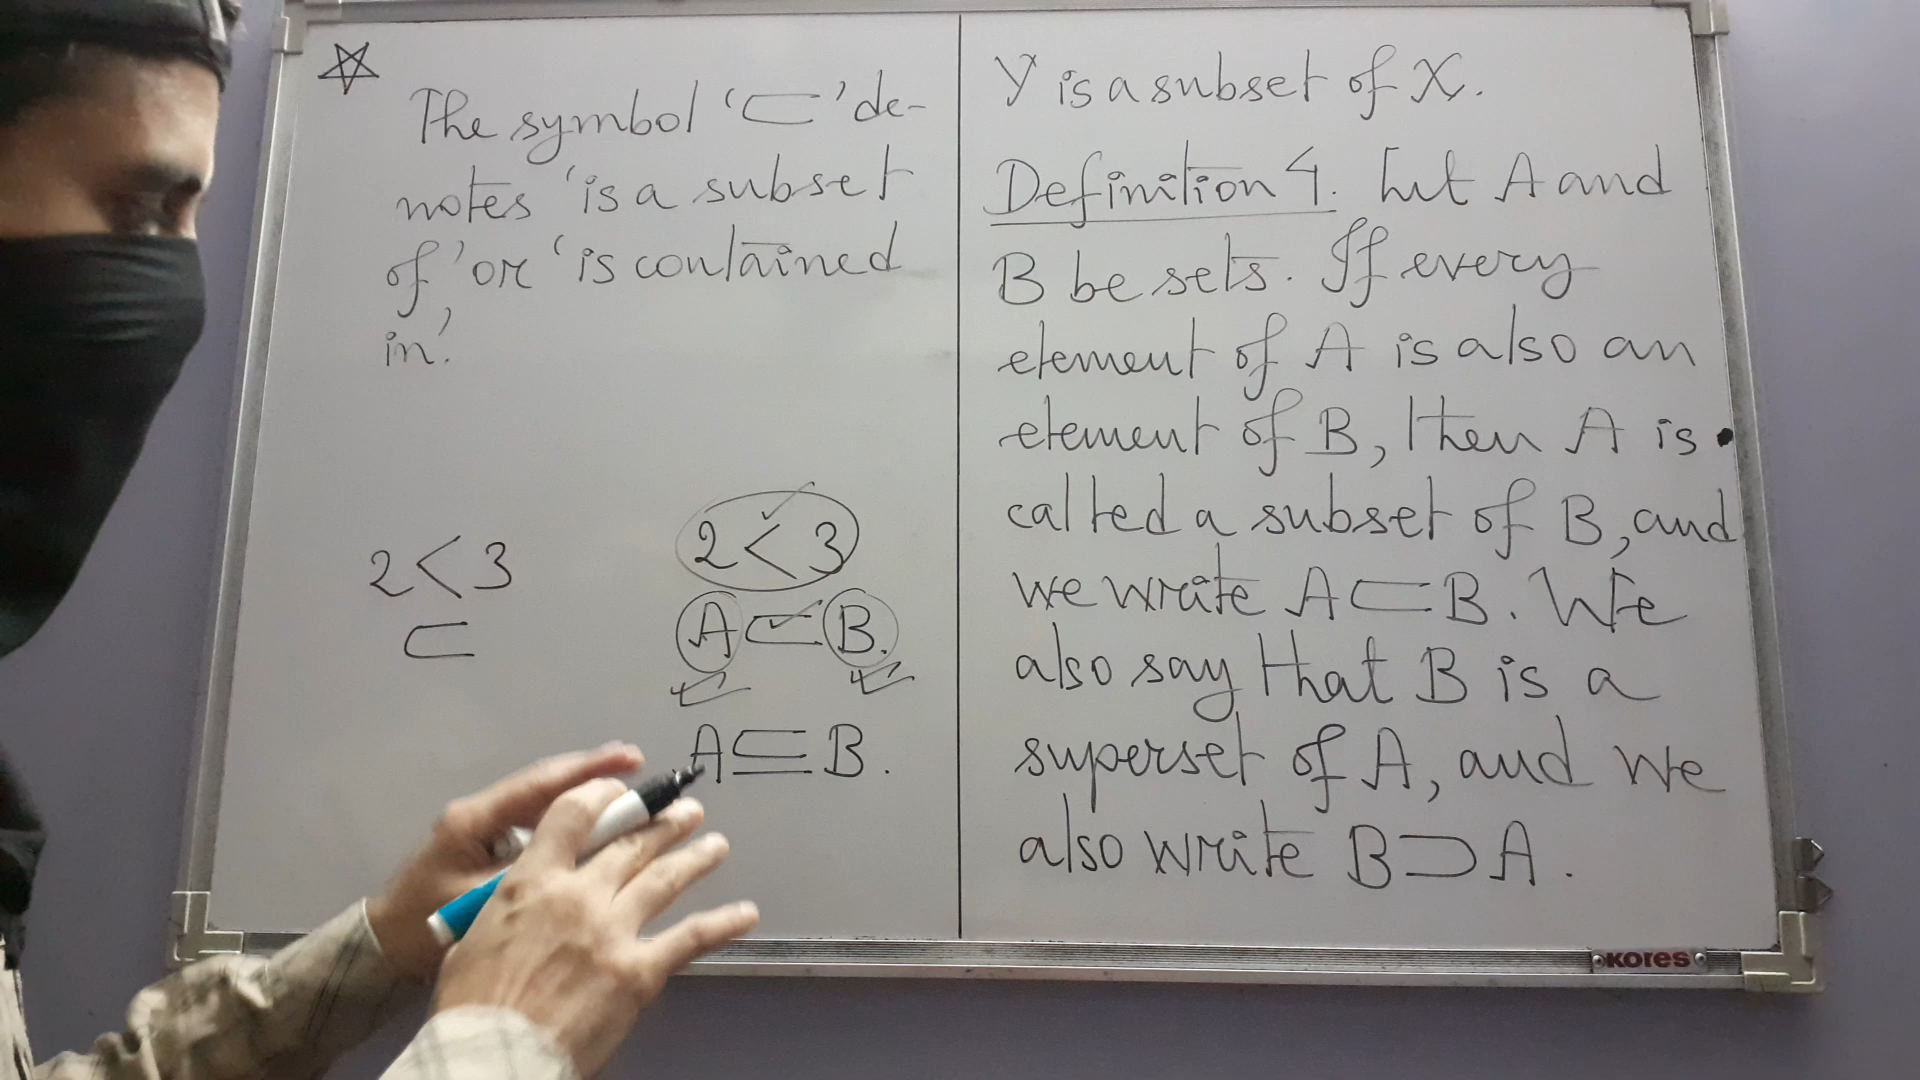 The symbol ‘⊂’ de-
notes ‘is a subset
of’ or ‘is contained
in’.
2<3
⊂
2<3
A⊂B.
A⊆B.
Y is a subset of X.
Definition 4. Let A and
B be sets. If every
element of A is also an
element of B, then A is
called a subset of B, and
we write A⊂B. We
also say that B is a
superset of A, and we
also write B⊃A.
KORES